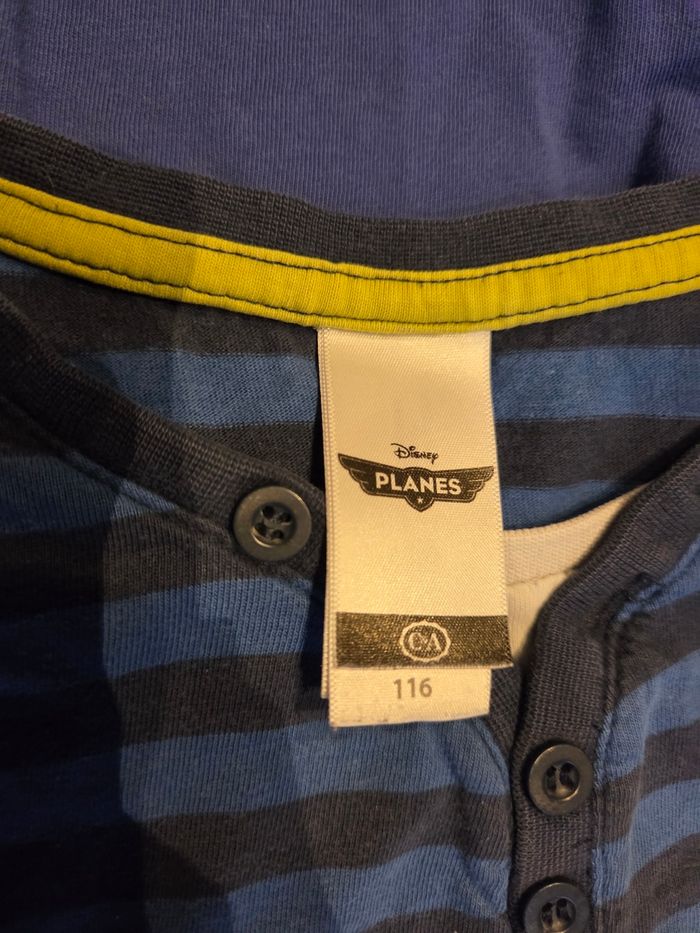 Disney
PLANES
C&A
116